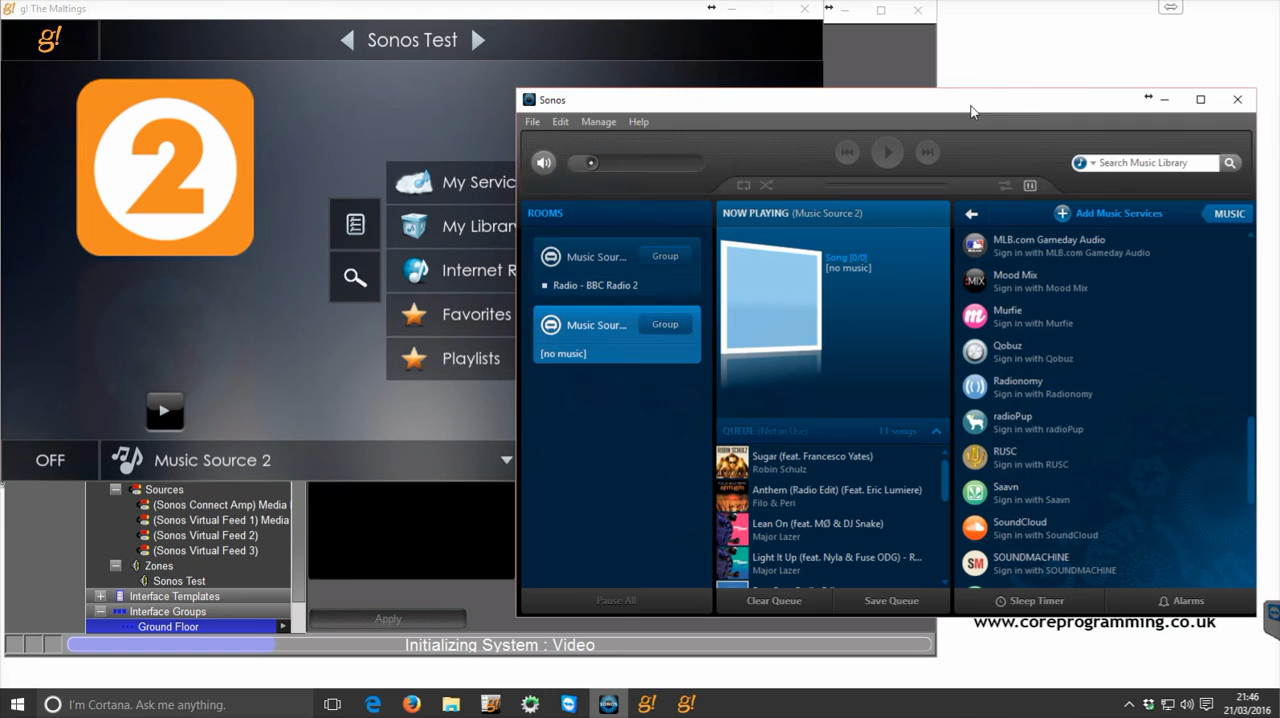 g! The Maltings
g!
Sonos Test
2
My Servic
My Librar
Internet R
Favorites
Playlists
OFF
Music Source 2
Sources
(Sonos Connect Amp) Media
(Sonos Virtual Feed 1) Media
(Sonos Virtual Feed 2)
(Sonos Virtual Feed 3)
Zones
Sonos Test
Interface Templates
Interface Groups
Ground Floor
Apply
Initializing System : Video
Sonos
File Edit Manage Help
Search Music Library
ROOMS
Music Sour... Group
Radio - BBC Radio 2
Music Sour... Group
[no music]
Pause All
NOW PLAYING (Music Source 2)
Song [0/0]
[no music]
QUEUE (Not in Use) 11 songs
Sugar (feat. Francesco Yates)
Robin Schulz
Anthem (Radio Edit) (Feat. Eric Lumiere)
Filo & Peri
Lean On (feat. MØ & DJ Snake)
Major Lazer
Light It Up (feat. Nyla & Fuse ODG) - R...
Major Lazer
Clear Queue Save Queue
Add Music Services MUSIC
MLB.com Gameday Audio
Sign in with MLB.com Gameday Audio
:MIX
Mood Mix
Sign in with Mood Mix
Murfie
Sign in with Murfie
Qobuz
Sign in with Qobuz
Radionomy
Sign in with Radionomy
radioPup
Sign in with radioPup
RUSC
Sign in with RUSC
Saavn
Sign in with Saavn
SoundCloud
Sign in with SoundCloud
SM
SOUNDMACHINE
Sign in with SOUNDMACHINE
Sleep Timer Alarms
www.coreprogramming.co.uk
I'm Cortana. Ask me anything.
SONOS
g! g!
21:46
21/03/2016